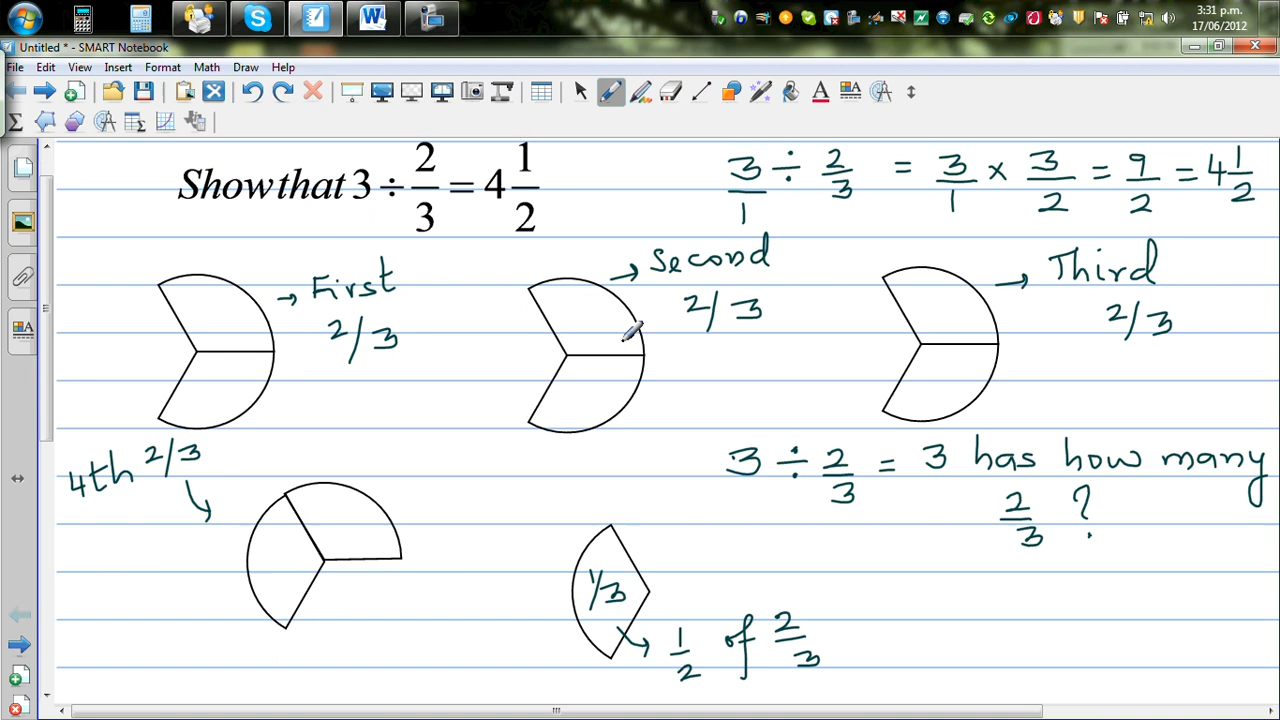 3:31 pm
17/06/2012
Untitled * - SMART Notebook
File Edit View Insert Format Math Draw Help
Show that 3 ÷ 2/3 = 4 1/2
3/1 ÷ 2/3 = 3/1 × 3/2 = 9/2 = 4 1/2
→ First
2/3
→ Second
2/3
→ Third
2/3
4th 2/3
3 ÷ 2/3 = 3 has how many
2/3 ?
1/3
1/2 of 2/3